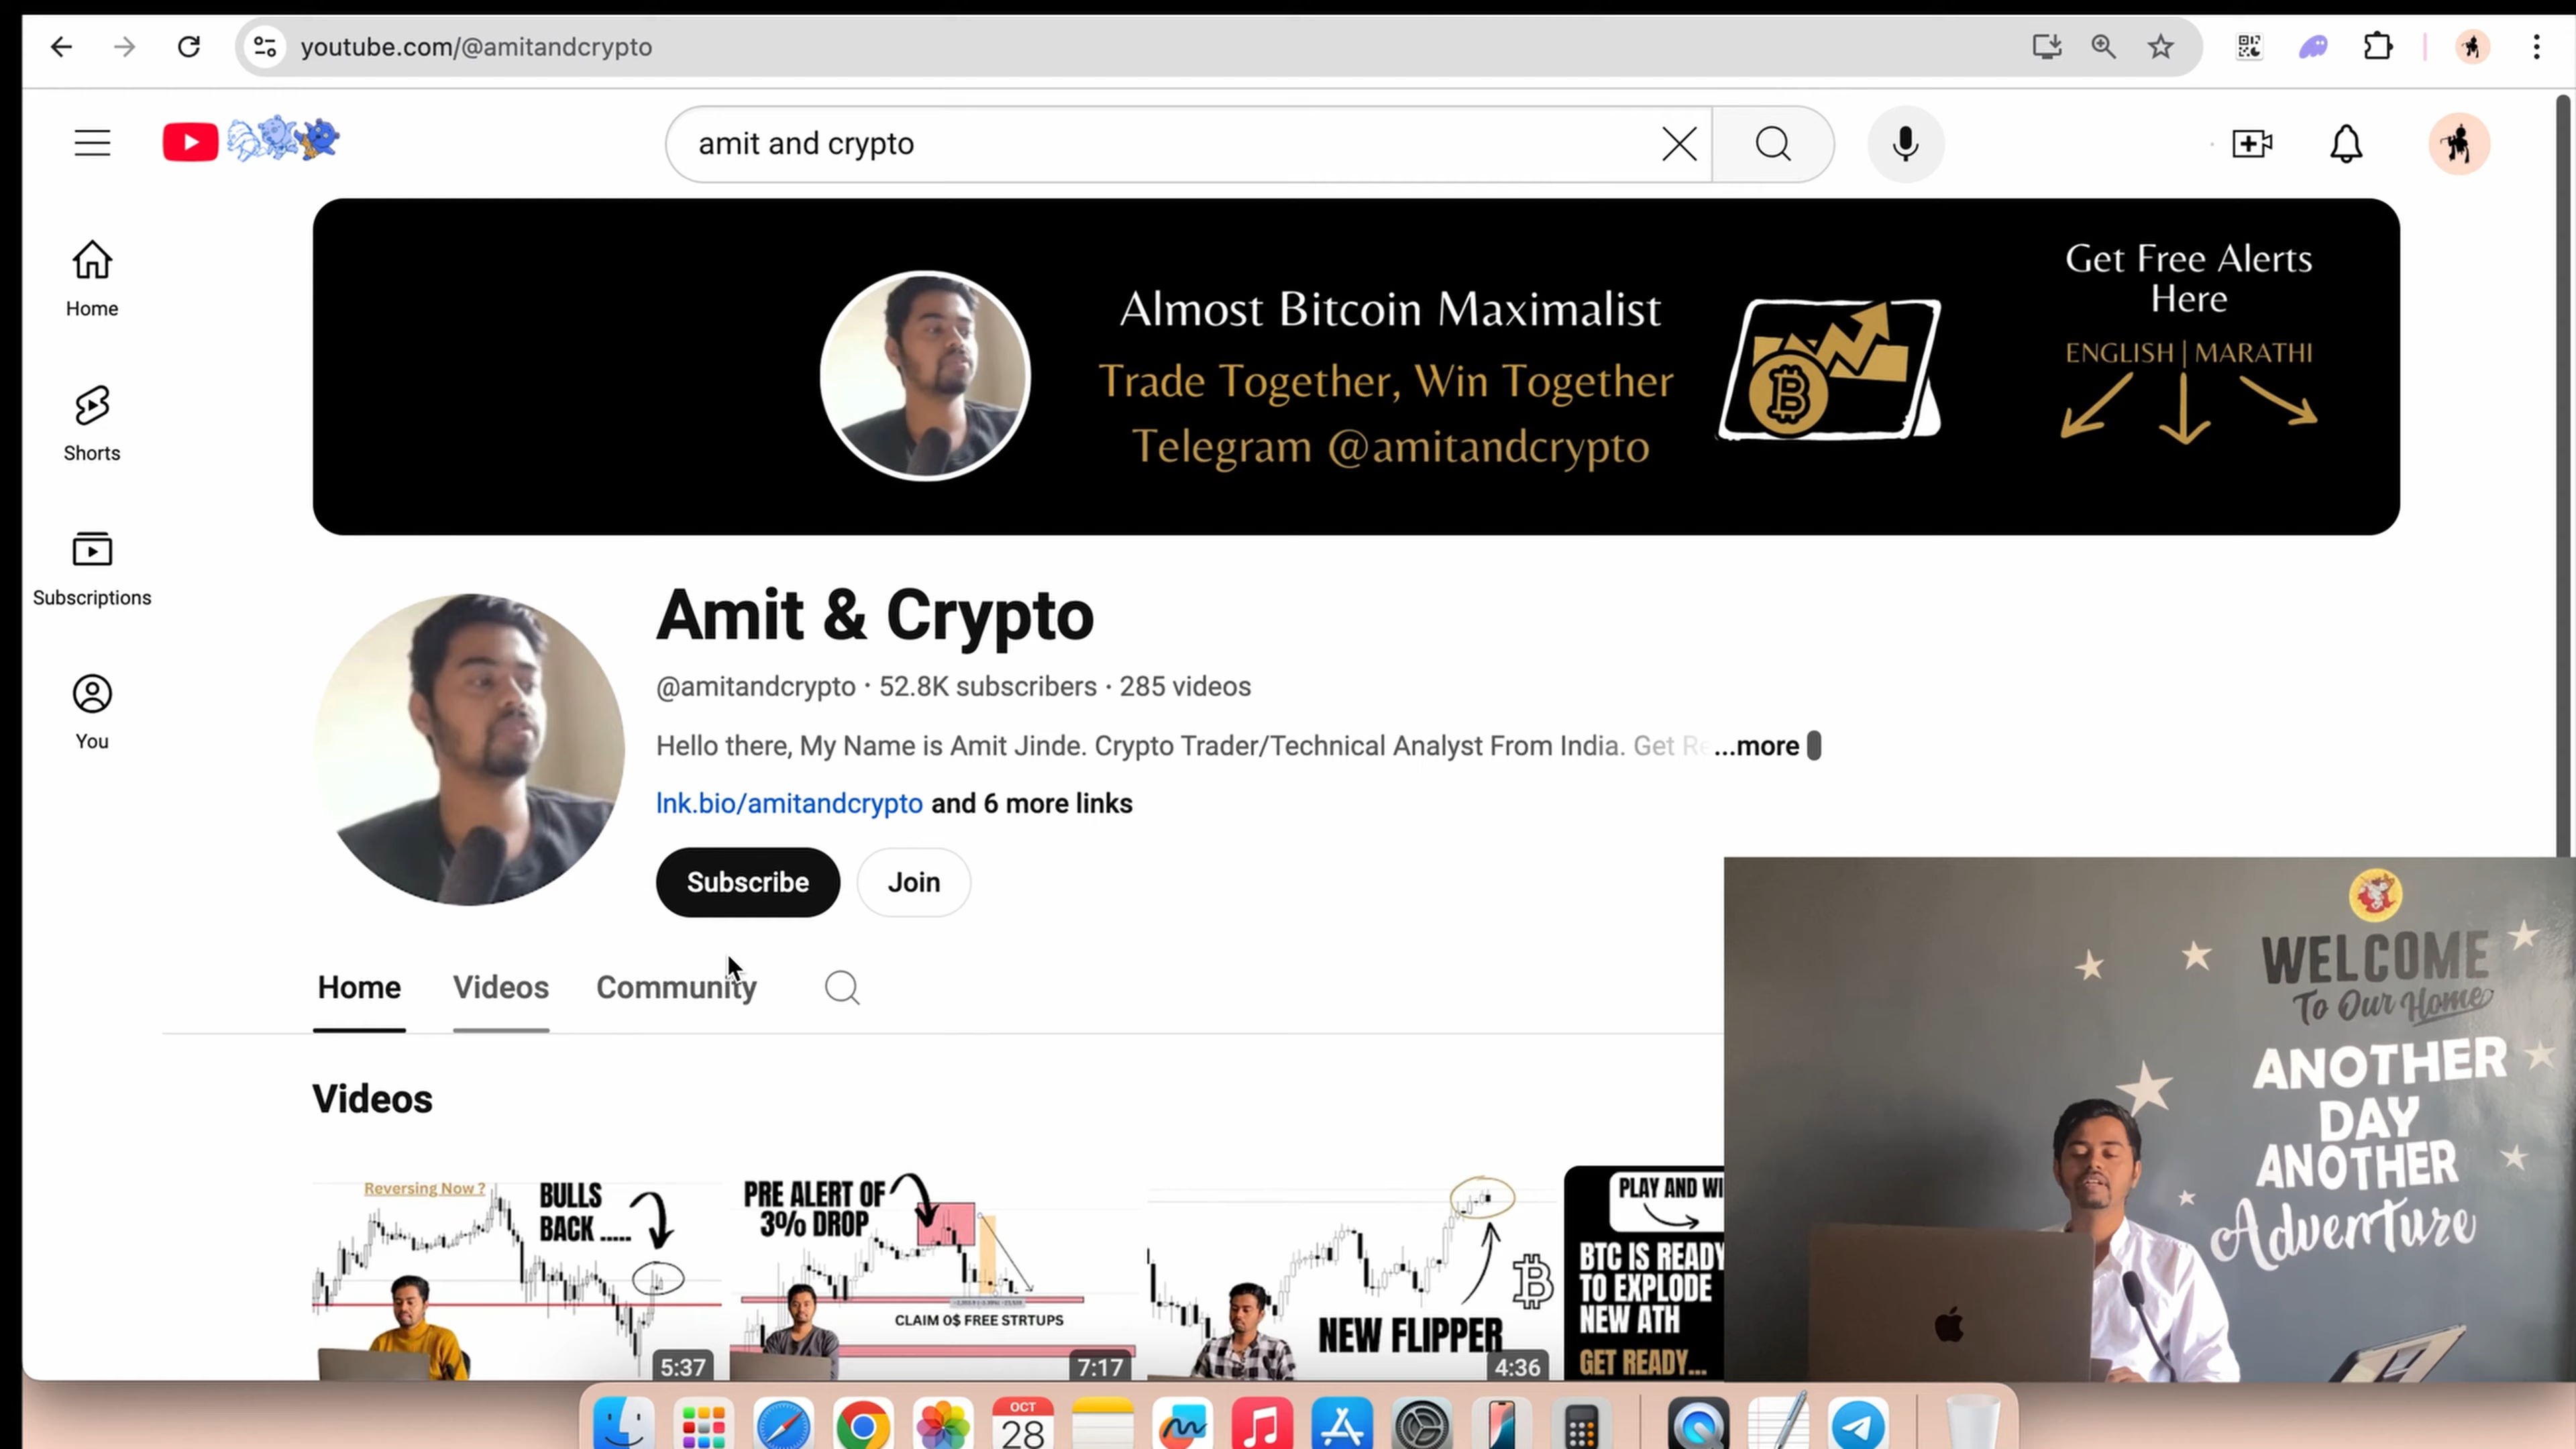 youtube.com/@amitandcrypto
amit and crypto
Home
Shorts
Subscriptions
You
Almost Bitcoin Maximalist
Trade Together, Win Together
Telegram @amitandcrypto
Get Free Alerts
Here
ENGLISH | MARATHI
Amit & Crypto
@amitandcrypto · 52.8K subscribers · 285 videos
Hello there, My Name is Amit Jinde. Crypto Trader/Technical Analyst From India. Get Re ...more
lnk.bio/amitandcrypto and 6 more links
Subscribe
Join
Home
Videos
Community
Videos
Reversing Now ?
BULLS
BACK .....
5:37
PRE ALERT OF
3% DROP
CLAIM 0$ FREE STRTUPS
7:17
NEW FLIPPER
4:36
PLAY AND WI
BTC IS READY
TO EXPLODE
NEW ATH
GET READY...
WELCOME
To Our Home
ANOTHER
DAY
ANOTHER
Adventure
OCT
28